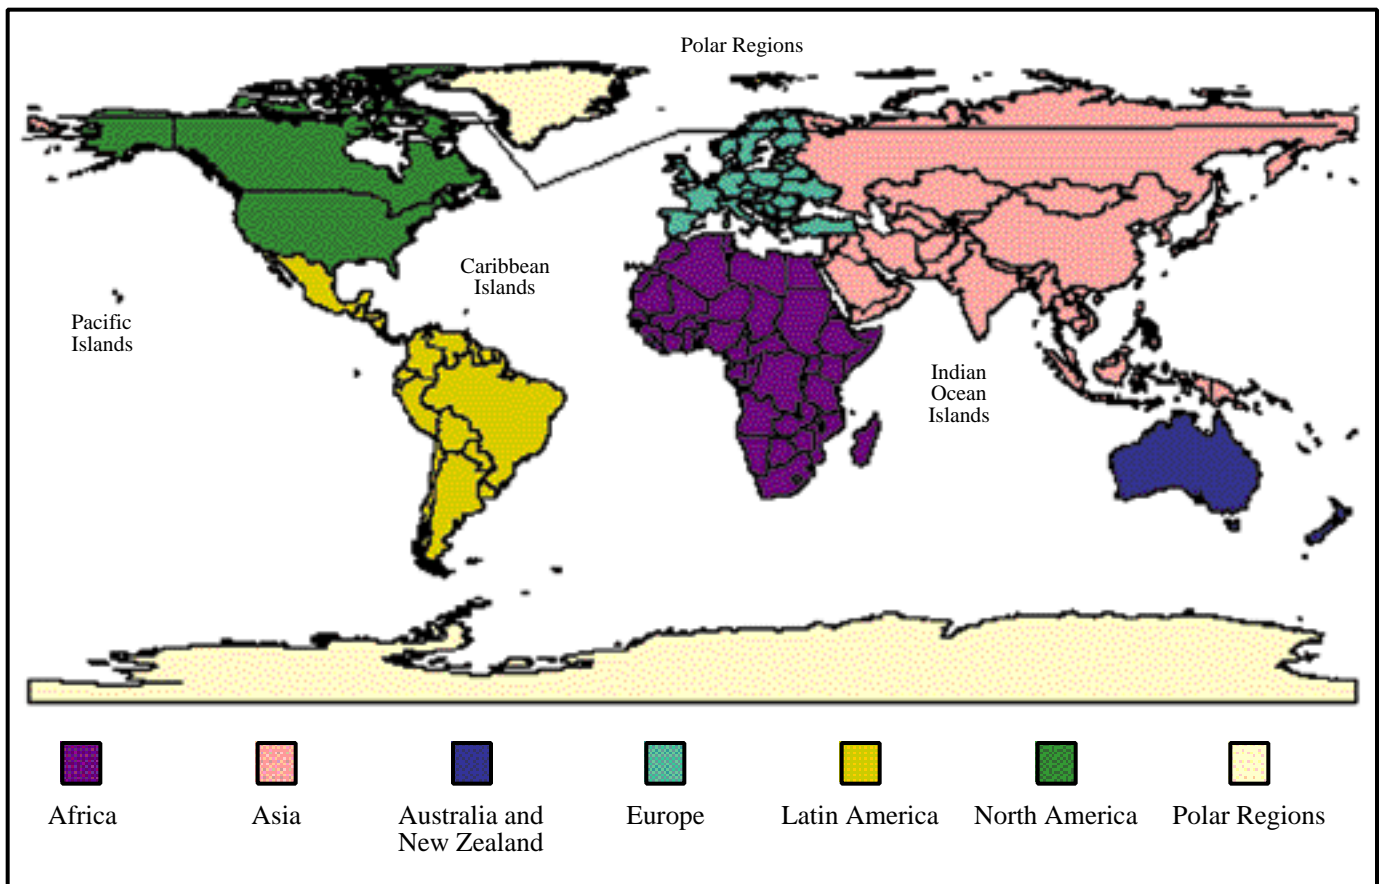 Polar Regions
Caribbean
Islands
Pacific
Islands
Indian
Ocean
Islands
Africa
Asia
Australia and
New Zealand
Europe
Latin America
North America
Polar Regions